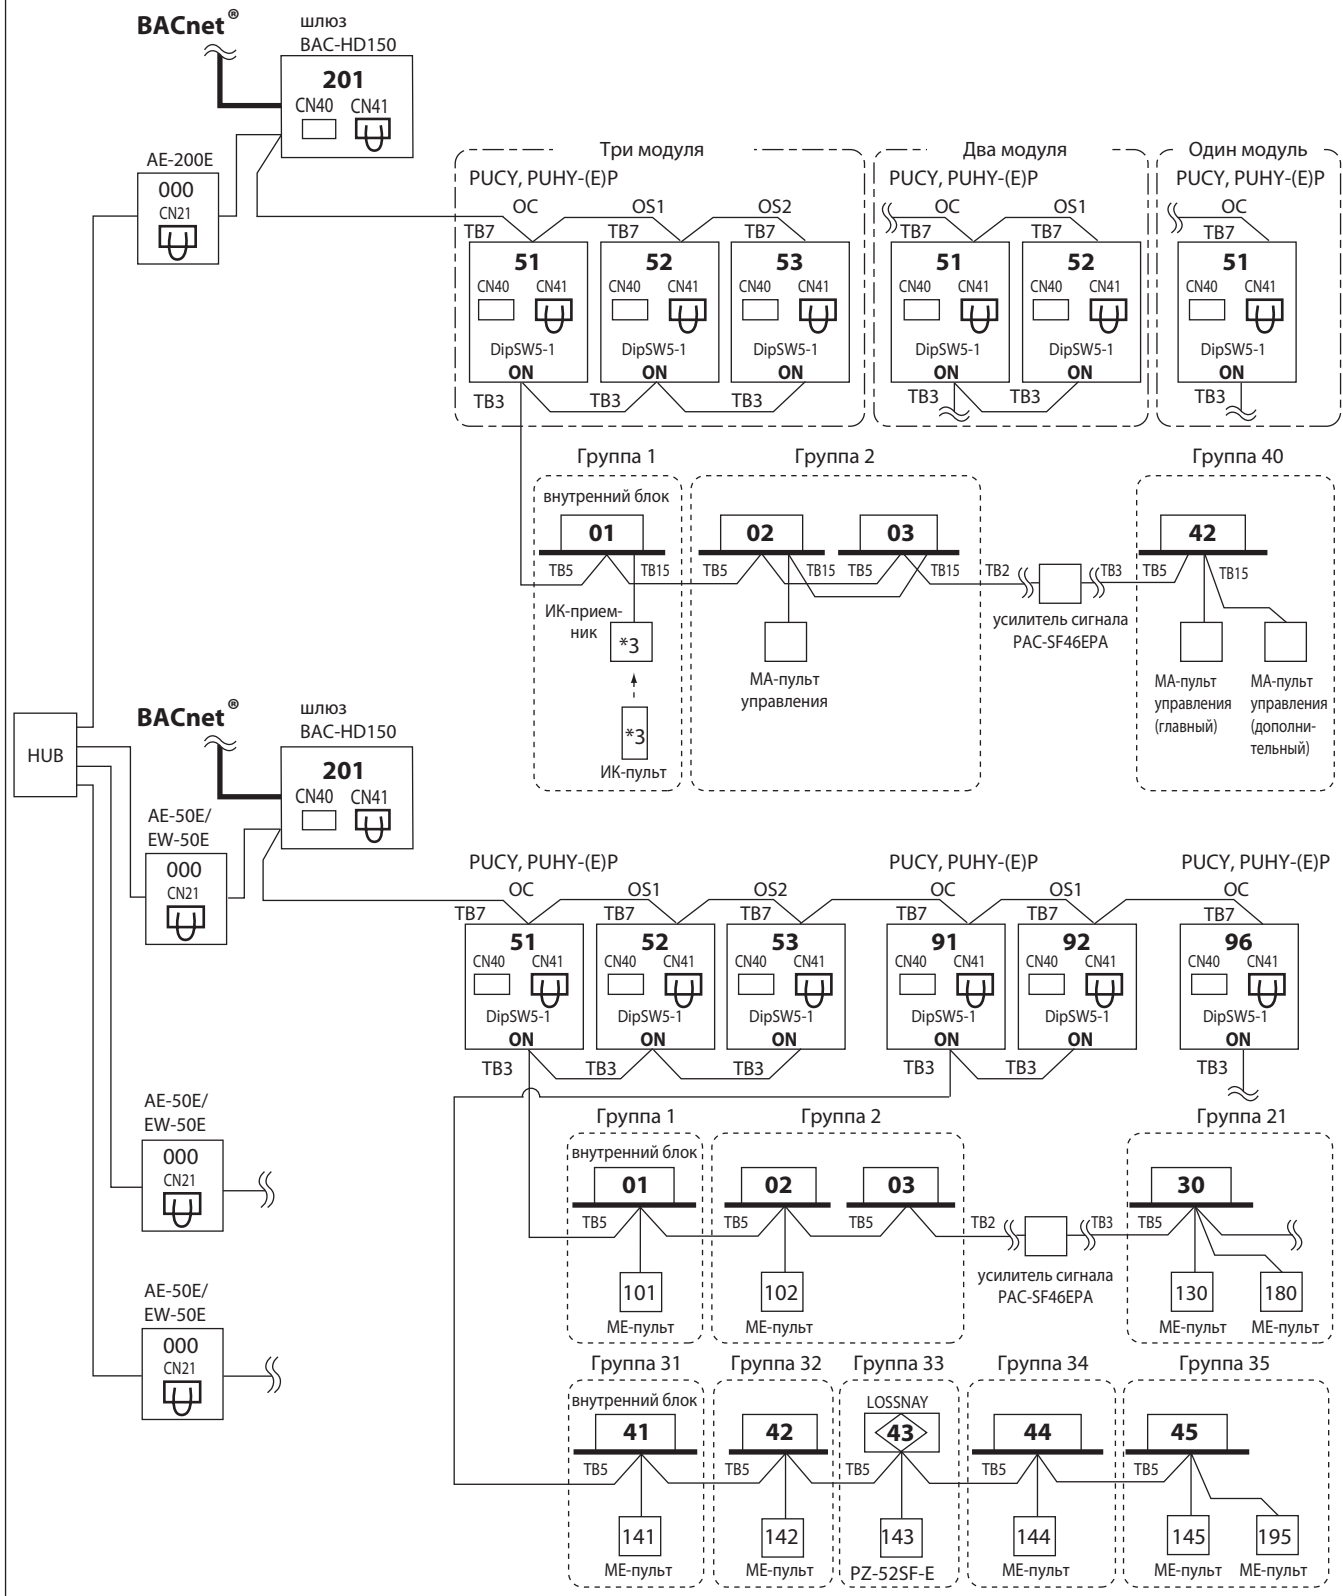 BACnet®
шлюз
BAC-HD150
201
CN40 CN41
AE-200E
000
CN21
Три модуля
PUCY, PUHY-(E)P
OC OS1 OS2
TB7 TB7 TB7
51 52 53
CN40 CN41 CN40 CN41 CN40 CN41
DipSW5-1 DipSW5-1 DipSW5-1
ON ON ON
TB3 TB3 TB3
Два модуля
PUCY, PUHY-(E)P
OC OS1
TB7 TB7
51 52
CN40 CN41 CN40 CN41
DipSW5-1 DipSW5-1
ON ON
TB3 TB3
Один модуль
PUCY, PUHY-(E)P
OC
TB7
51
CN40 CN41
DipSW5-1
ON
TB3
Группа 1
внутренний блок
01
TB5 TB15
ИК-прием-
ник
*3
*3
ИК-пульт
Группа 2
02 03
TB5 TB15 TB5 TB15
МА-пульт
управления
TB2 TB3
усилитель сигнала
PAC-SF46EPA
Группа 40
42
TB5 TB15
МА-пульт
управления
(главный)
МА-пульт
управления
(дополни-
тельный)
HUB
BACnet®
шлюз
BAC-HD150
201
CN40 CN41
AE-50E/
EW-50E
000
CN21
PUCY, PUHY-(E)P
OC OS1 OS2
TB7 TB7 TB7
51 52 53
CN40 CN41 CN40 CN41 CN40 CN41
DipSW5-1 DipSW5-1 DipSW5-1
ON ON ON
TB3 TB3 TB3
PUCY, PUHY-(E)P
OC OS1
TB7 TB7
91 92
CN40 CN41 CN40 CN41
DipSW5-1 DipSW5-1
ON ON
TB3 TB3
PUCY, PUHY-(E)P
OC
TB7
96
CN40 CN41
DipSW5-1
ON
TB3
AE-50E/
EW-50E
000
CN21
Группа 1
внутренний блок
01
TB5
101
МЕ-пульт
Группа 2
02 03
TB5 TB5
102
МЕ-пульт
TB2 TB3
усилитель сигнала
PAC-SF46EPA
Группа 21
30
TB5
130 180
МЕ-пульт МЕ-пульт
AE-50E/
EW-50E
000
CN21
Группа 31
внутренний блок
41
TB5
141
МЕ-пульт
Группа 32
42
TB5
142
МЕ-пульт
Группа 33
LOSSNAY
43
TB5
143
PZ-52SF-E
Группа 34
44
TB5
144
МЕ-пульт
Группа 35
45
TB5
145 195
МЕ-пульт МЕ-пульт